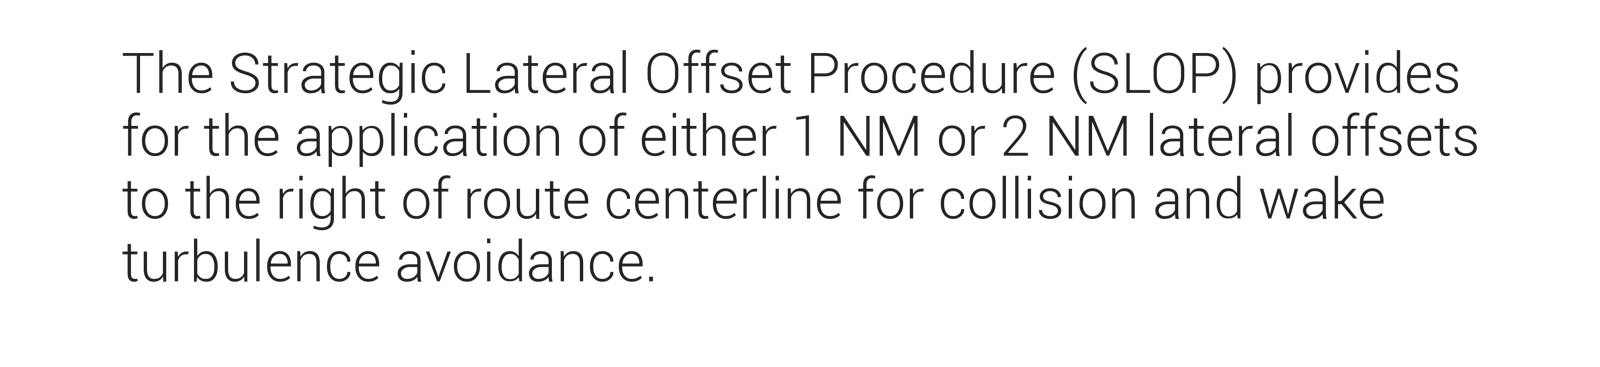 The Strategic Lateral Offset Procedure (SLOP) provides
for the application of either 1 NM or 2 NM lateral offsets
to the right of route centerline for collision and wake
turbulence avoidance.